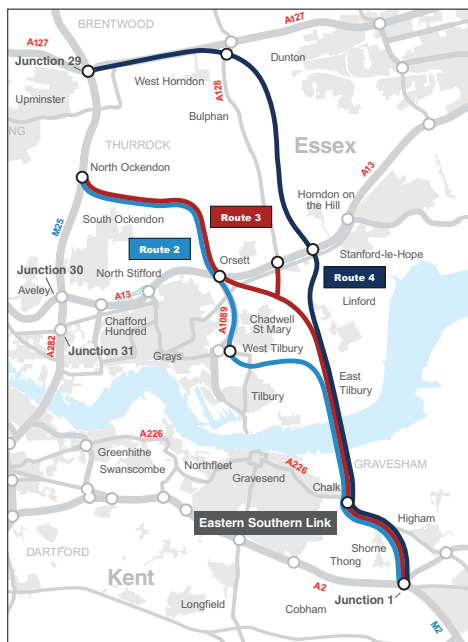 BRENTWOOD
A127
A127
Junction 29
Dunton
West Horndon
Upminster
A128
NG
Bulphan
THURROCK
Essex
A13
North Ockendon
Horndon on
the Hill
South Ockendon
Route 3
M25
Route 2
Orsett
Stanford-le-Hope
Junction 30
North Stifford
Route 4
Aveley
A13
Linford
Chafford
Hundred
A1089
Chadwell
St Mary
A282
Junction 31
Grays
West Tilbury
East
Tilbury
Tilbury
A226
Greenhithe
Swanscombe
Northfleet
A226
GRAVESHAM
Gravesend
Chalk
Eastern Southern Link
Higham
Shorne
DARTFORD
Thong
Kent
A2
Junction 1
Longfield
Cobham
M2